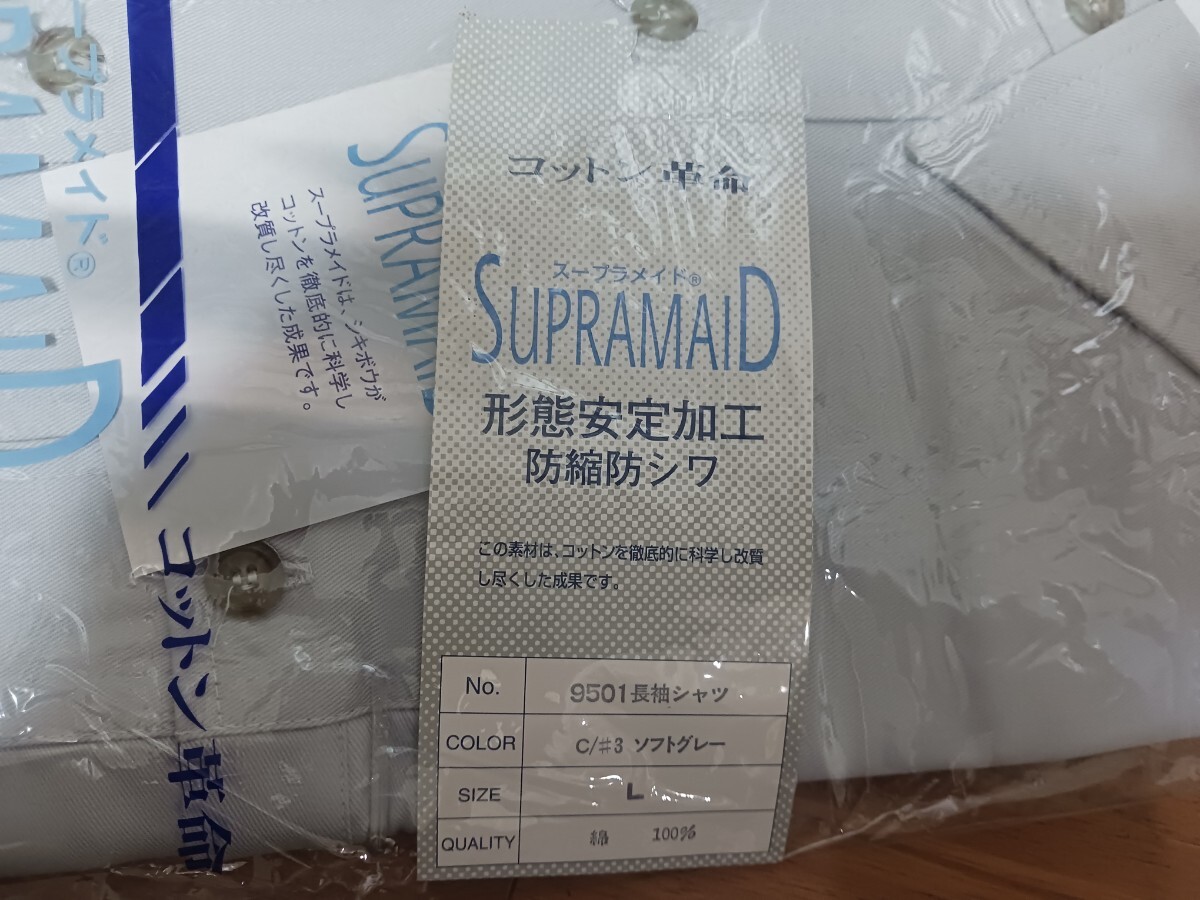 コットン革命
スープラメイド®
SUPRAMAID
形態安定加工
防縮防シワ
この素材は、コットンを徹底的に科学し改質
し尽くした成果です。
No. 9501長袖シャツ
COLOR C/#3 ソフトグレー
SIZE L
QUALITY 綿 100%
SUPRAMAID
スープラメイドは、シキボウが
コットンを徹底的に科学し
改質し尽くした成果です。
コットン革命
ープラメイド®
RAMAID